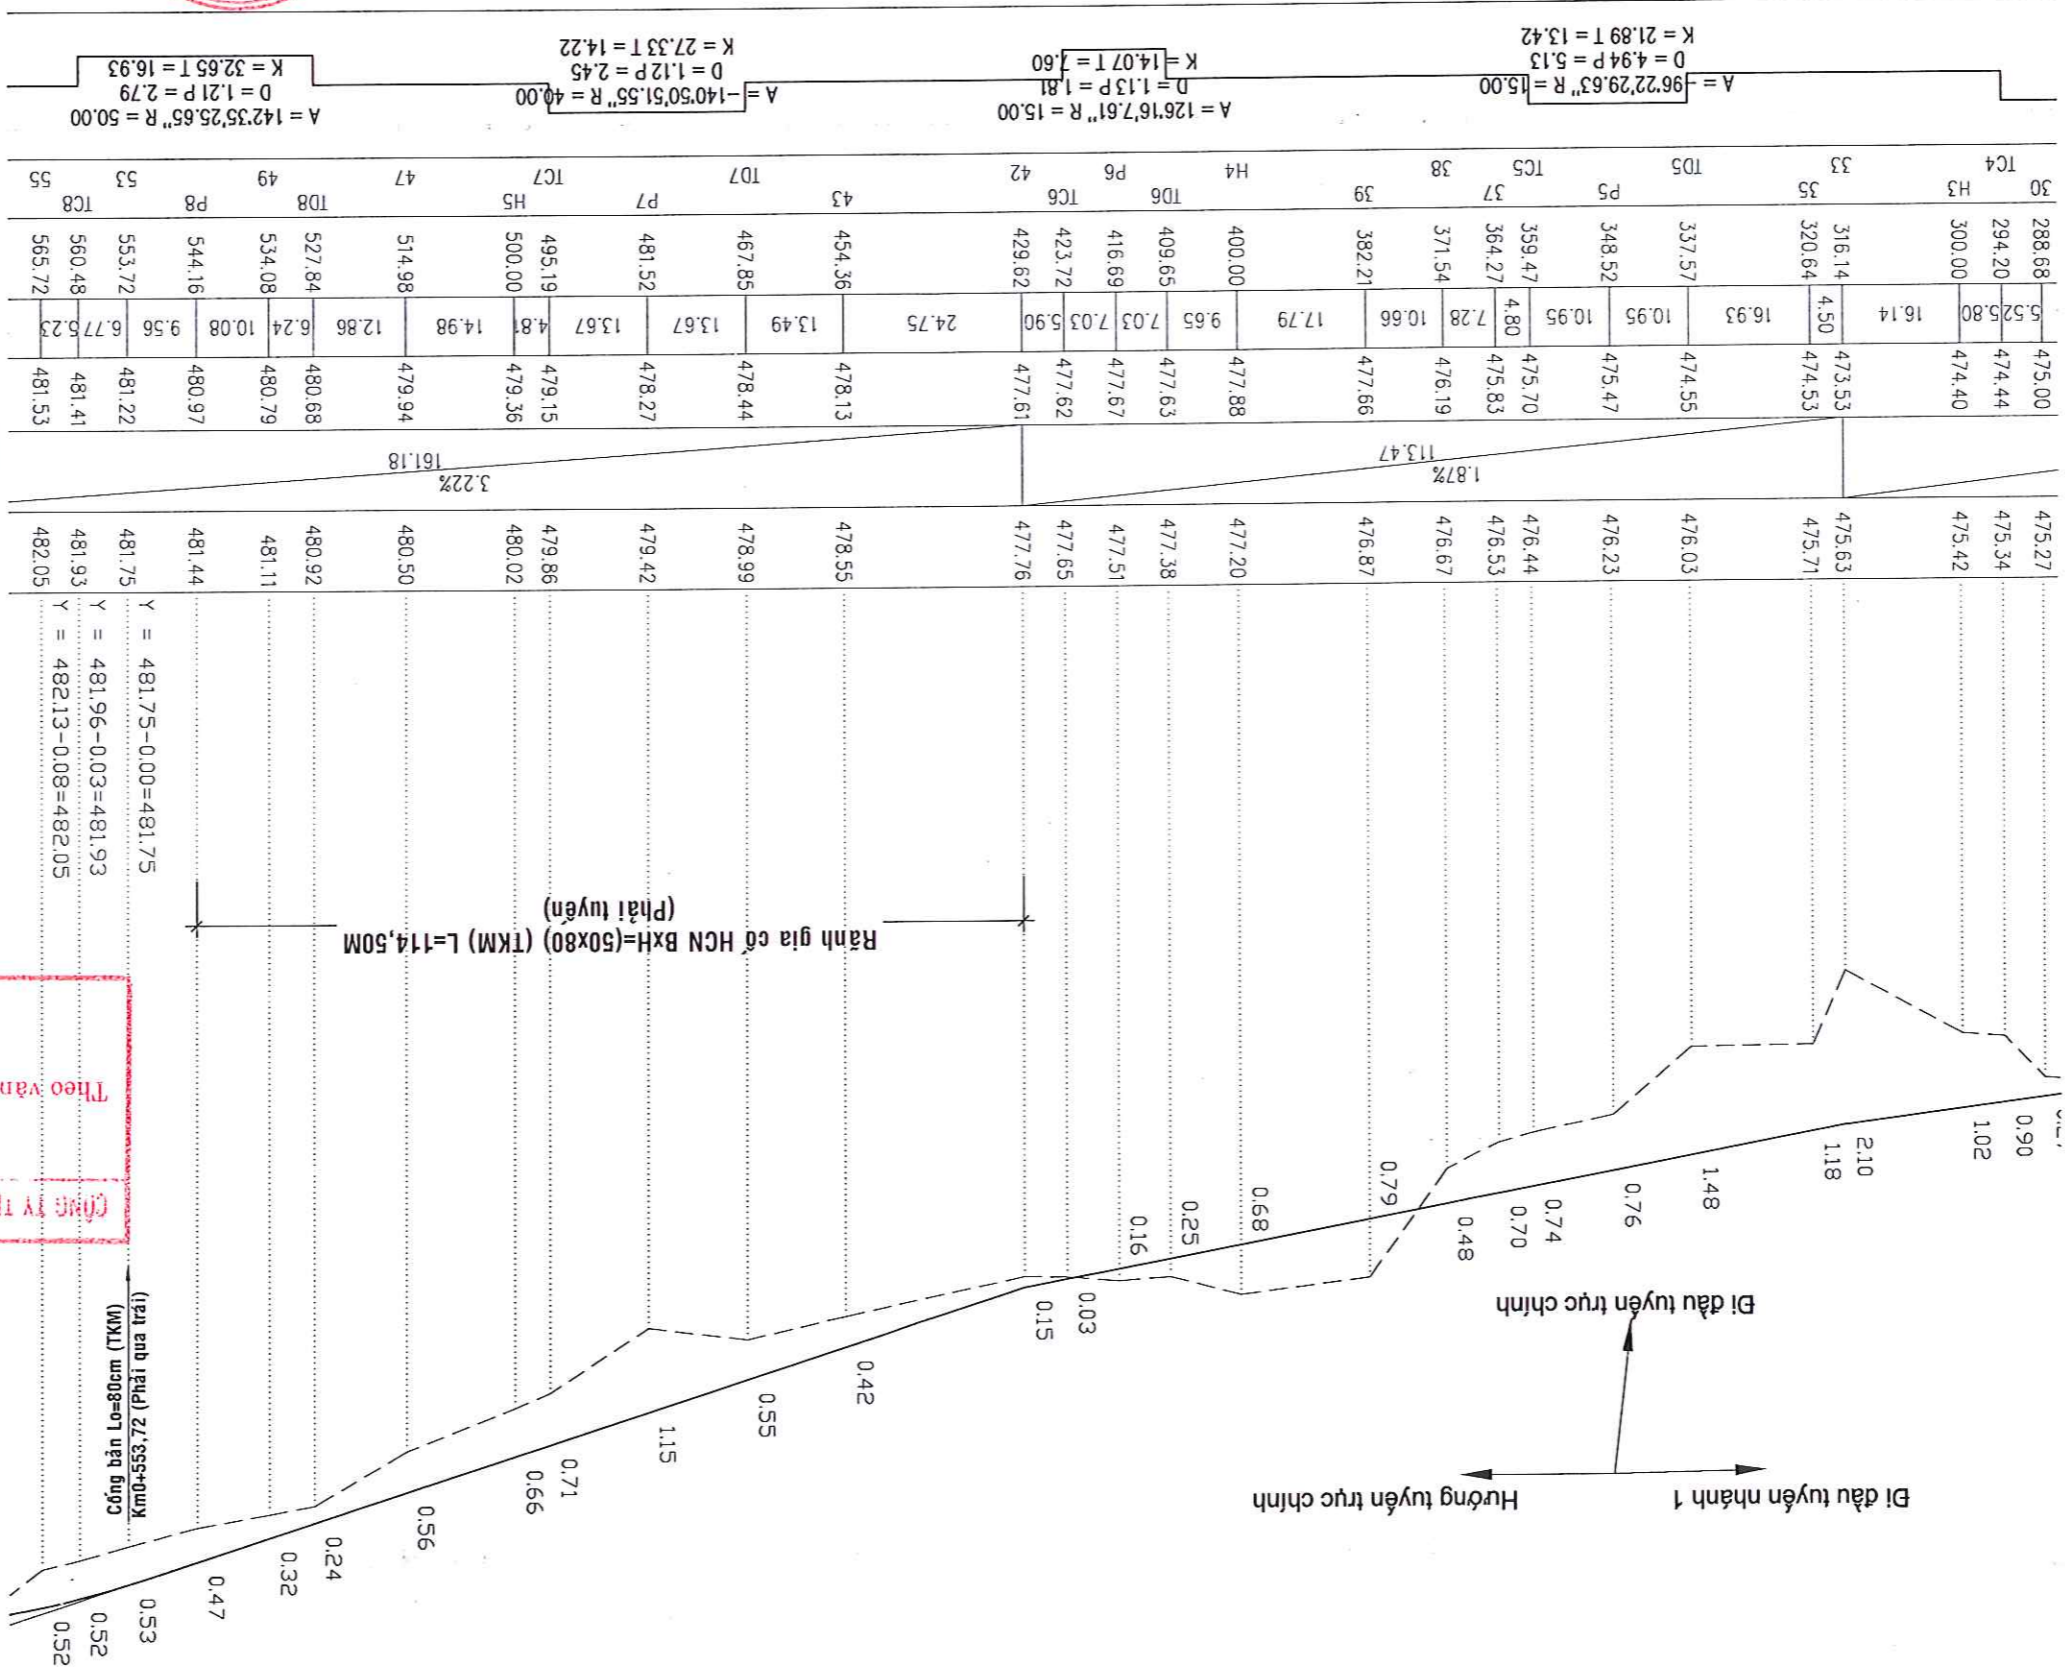 0.90
1.02
2.10
1.18
1.48
0.76
0.74
0.70
0.48
0.79
0.68
0.25
0.16
0.03
0.15
0.42
0.55
1.15
0.71
0.66
0.56
0.24
0.32
0.47
0.53
0.52
0.52
Đi đầu tuyến nhánh 1
Hướng tuyến trục chính
Đi đầu tuyến trục chính
Cống bản Lo=80cm (TKM)
Km0+553,72 (Phải qua trái)
CÔNG TY
Theo văn
Rãnh gia cố HCN BxH=(50x80) (TKM) L=114,50M
(Phải tuyến)
Y = 481.75-0.00=481.75
Y = 481.96-0.03=481.93
Y = 482.13-0.08=482.05
475.27 475.34 475.42 475.63 475.71 476.03 476.23 476.44 476.53 476.67 476.87 477.20 477.38 477.51 477.65 477.76 478.55 478.99 479.42 479.86 480.02 480.50 480.92 481.11 481.44 481.75 481.93 482.05
1.87%
113.47
3.22%
161.18
475.00 474.44 474.40 473.53 474.53 474.55 475.47 475.70 475.83 476.19 477.66 477.88 477.63 477.67 477.62 477.61 478.13 478.44 478.27 479.15 479.36 479.94 480.68 480.79 480.97 481.22 481.41 481.53
5.52 5.80 16.14 4.50 16.93 10.95 10.95 4.80 7.28 10.66 17.79 9.65 7.03 7.03 5.90 24.75 13.49 13.67 13.67 4.81 14.98 12.86 6.24 10.08 9.56 6.77 5.23
288.68 294.20 300.00 316.14 320.64 337.57 348.52 359.47 364.27 371.54 382.21 400.00 409.65 416.69 423.72 429.62 454.36 467.85 481.52 495.19 500.00 514.98 527.84 534.08 544.16 553.72 560.48 565.72
30 TC4 H3 33 35 TD5 P5 TC5 37 38 39 H4 TD6 P6 TC6 42 43 TD7 P7 TC7 H5 47 TD8 49 P8 53 TC8 55
A = -96°22'29.63" R = 15.00
D = 4.94 P = 5.13
K = 21.89 T = 13.42
A = 126°16'7.61" R = 15.00
D = 1.13 P = 1.81
K = 14.07 T = 7.60
A = -140°50'51.55" R = 40.00
D = 1.12 P = 2.45
K = 27.33 T = 14.22
A = 142°35'25.65" R = 50.00
D = 1.21 P = 2.79
K = 32.65 T = 16.93